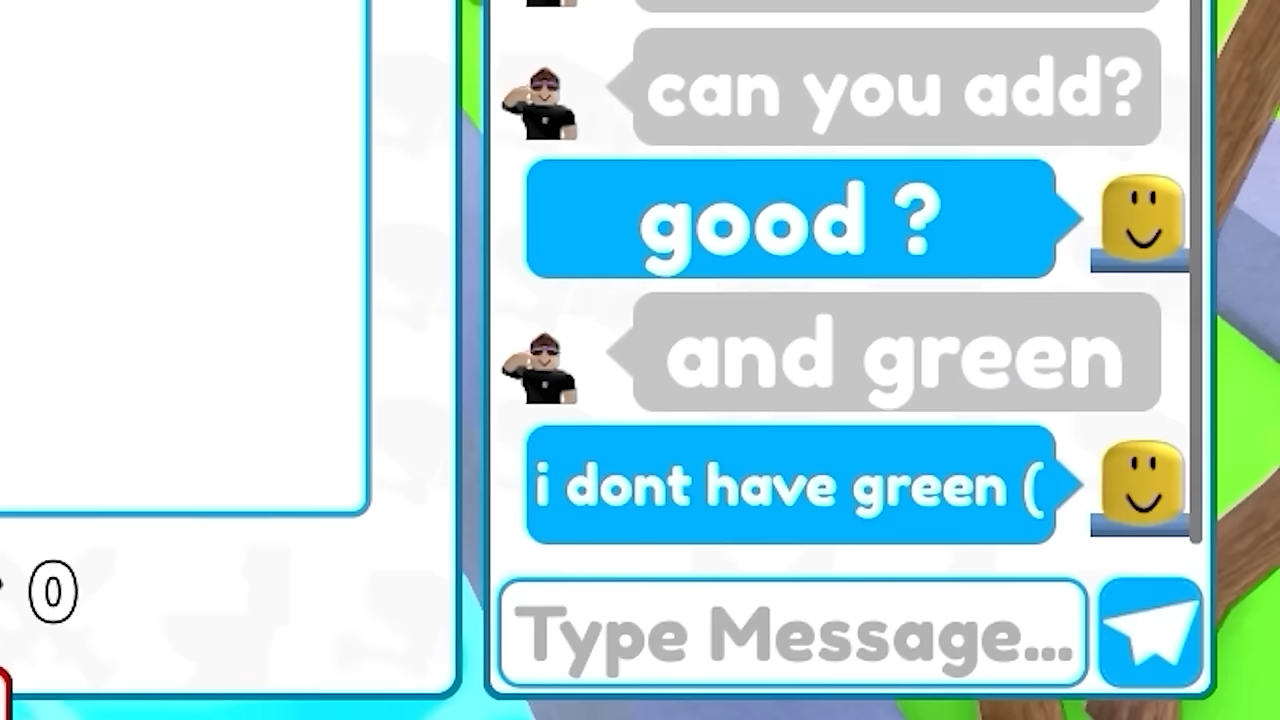 can you add?
good ?
and green
i dont have green (
0
Type Message...